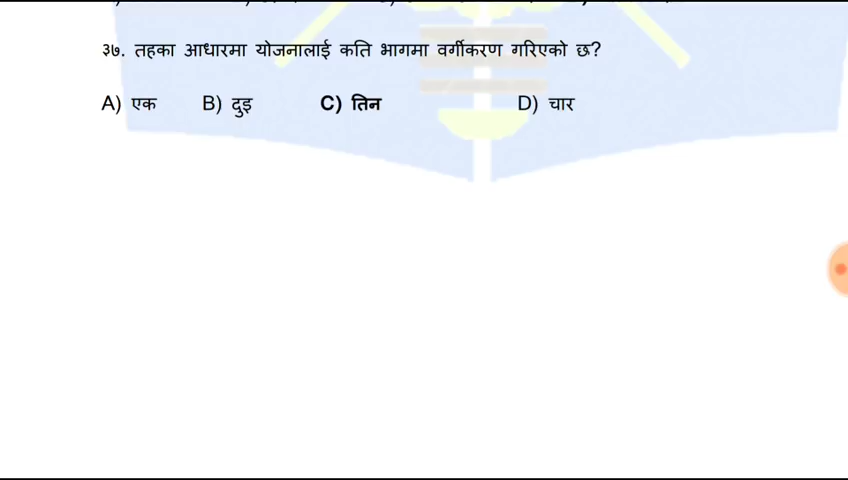 ३७. तहका आधारमा योजनालाई कति भागमा वर्गीकरण गरिएको छ?
A) एक B) दुइ C) तिन D) चार